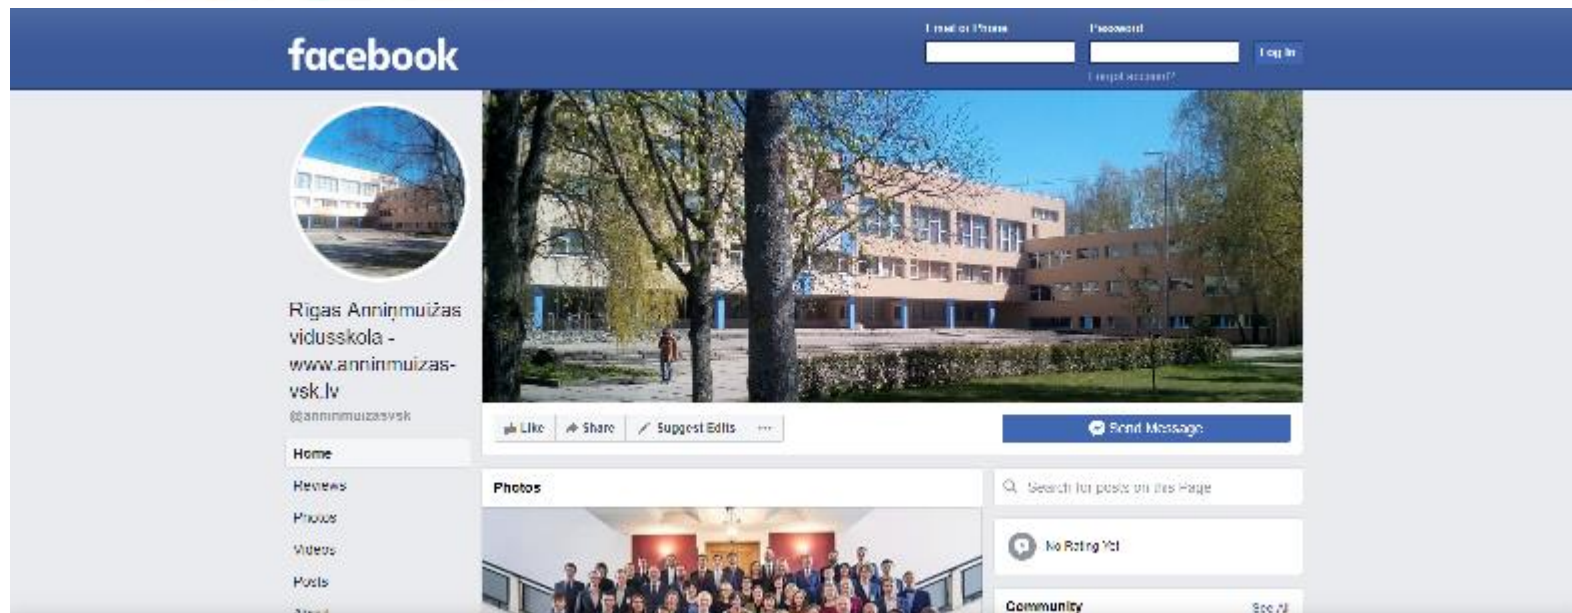 facebook
Email or Phone
Password
Log In
Forgot account?
Rīgas Anniņmuižas
vidusskola -
www.anninmuizas-
vsk.lv
@anninmuizasvsk
Like
Share
Suggest Edits
Send Message
Home
Reviews
Photos
Videos
Posts
About
Photos
Search for posts on this Page
No Rating Yet
Community
See All